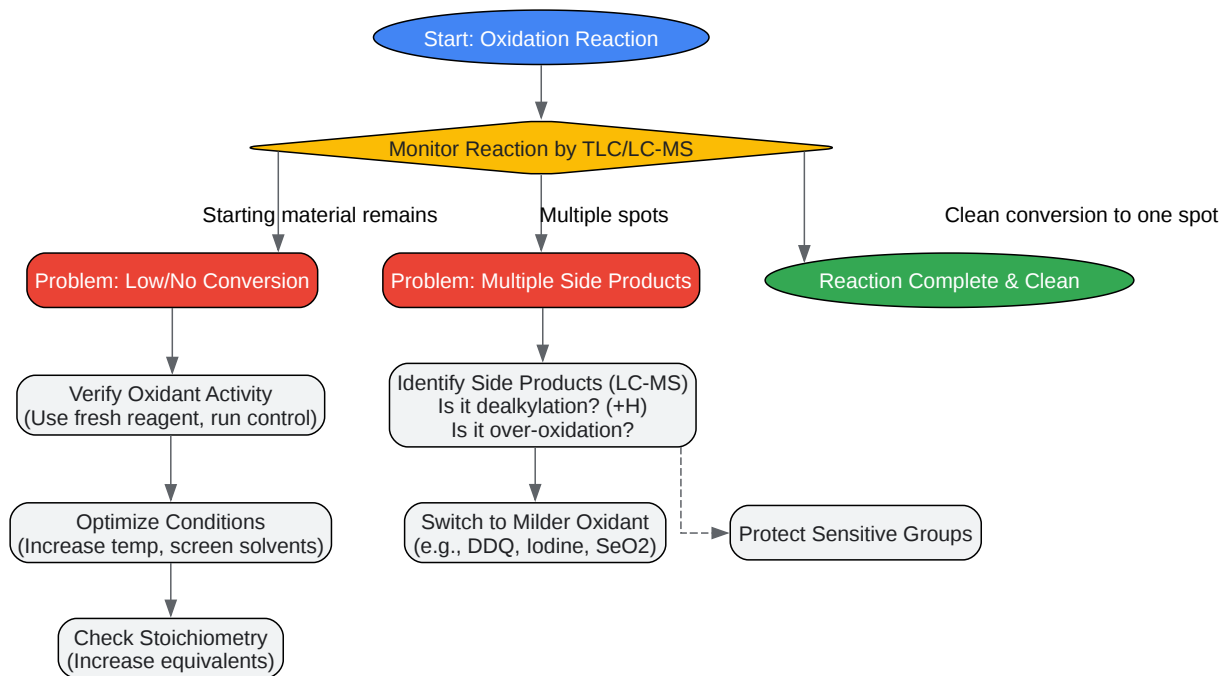 Start: Oxidation Reaction
Monitor Reaction by TLC/LC-MS
Starting material remains
Multiple spots
Clean conversion to one spot
Problem: Low/No Conversion
Problem: Multiple Side Products
Reaction Complete & Clean
Verify Oxidant Activity
(Use fresh reagent, run control)
Identify Side Products (LC-MS)
Is it dealkylation? (+H)
Is it over-oxidation?
Optimize Conditions
(Increase temp, screen solvents)
Switch to Milder Oxidant
(e.g., DDQ, Iodine, SeO2)
Protect Sensitive Groups
Check Stoichiometry
(Increase equivalents)